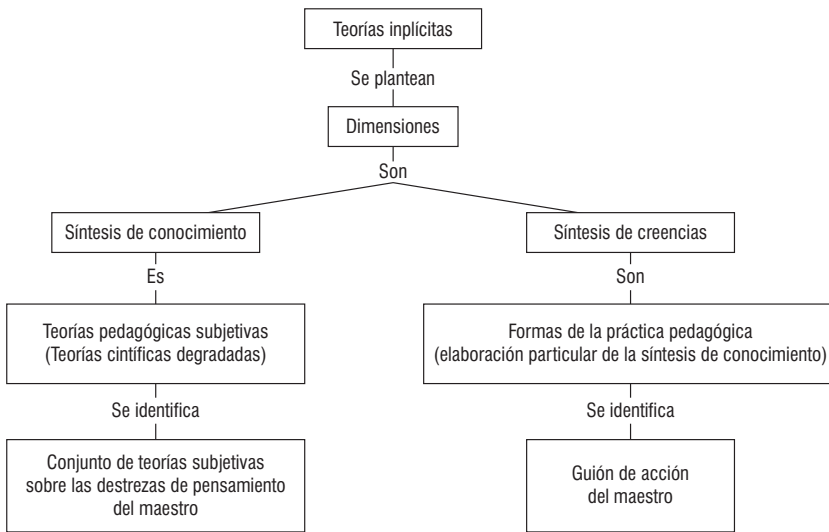 Teorías inplícitas
Se plantean
Dimensiones
Son
Síntesis de conocimiento
Síntesis de creencias
Es
Son
Teorías pedagógicas subjetivas
(Teorías cintíficas degradadas)
Formas de la práctica pedagógica
(elaboración particular de la síntesis de conocimiento)
Se identifica
Se identifica
Conjunto de teorías subjetivas
sobre las destrezas de pensamiento
del maestro
Guión de acción
del maestro